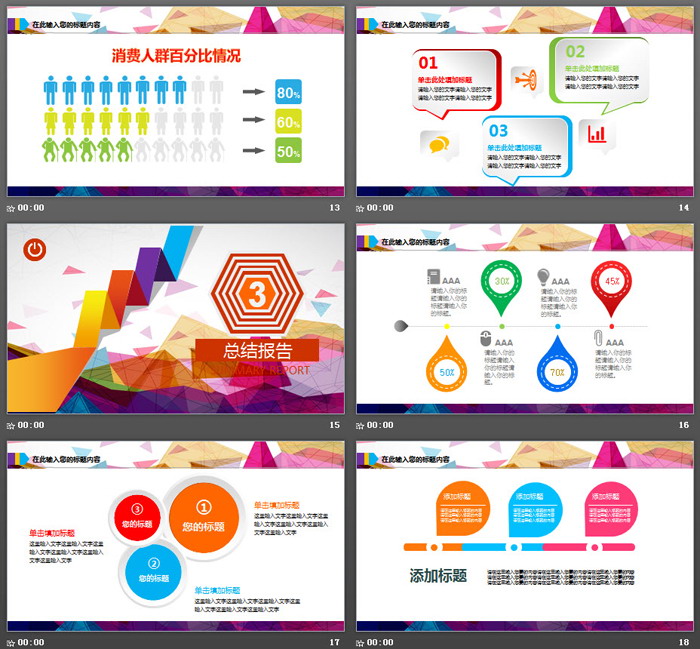 在此输入您的标题内容
消费人群百分比情况
80%
60%
50%
00:00
13
在此输入您的标题内容
01
单击此处填加标题
请输入您的文字请输入您的文字
请输入您的文字请输入您的文字
02
单击此处填加标题
请输入您的文字请输入您的文字
请输入您的文字请输入您的文字
03
单击此处填加标题
请输入您的文字请输入您的文字
请输入您的文字请输入您的文字
00:00
14
3
总结报告
MARY REPORT
00:00
15
在此输入您的标题内容
AAA
请输入你的标
题请输入你的
标题请输入你
的标题。
30%
AAA
请输入你的标
题请输入你的
标题请输入你
的标题。
45%
50%
AAA
请输入你的标
题请输入你的
标题请输入你
的标题。
70%
AAA
请输入你的标
题请输入你的
标题请输入你
的标题。
00:00
16
在此输入您的标题内容
①
您的标题
单击填加标题
这里输入文字这里输入文字这里
输入文字这里输入文字这里输入
文字这里输入文字
③
您的标题
单击填加标题
这里输入文字这里输入文字这里
输入文字这里输入文字这里输入
文字这里输入文字
②
您的标题
单击填加标题
这里输入文字这里输入文字这里
输入文字这里输入文字这里输入文字
00:00
17
在此输入您的标题内容
添加标题
添加标题
添加标题
添加标题
00:00
18